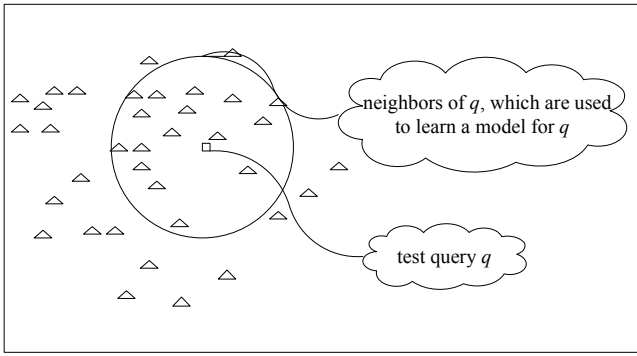 neighbors of q, which are used
to learn a model for q
test query q